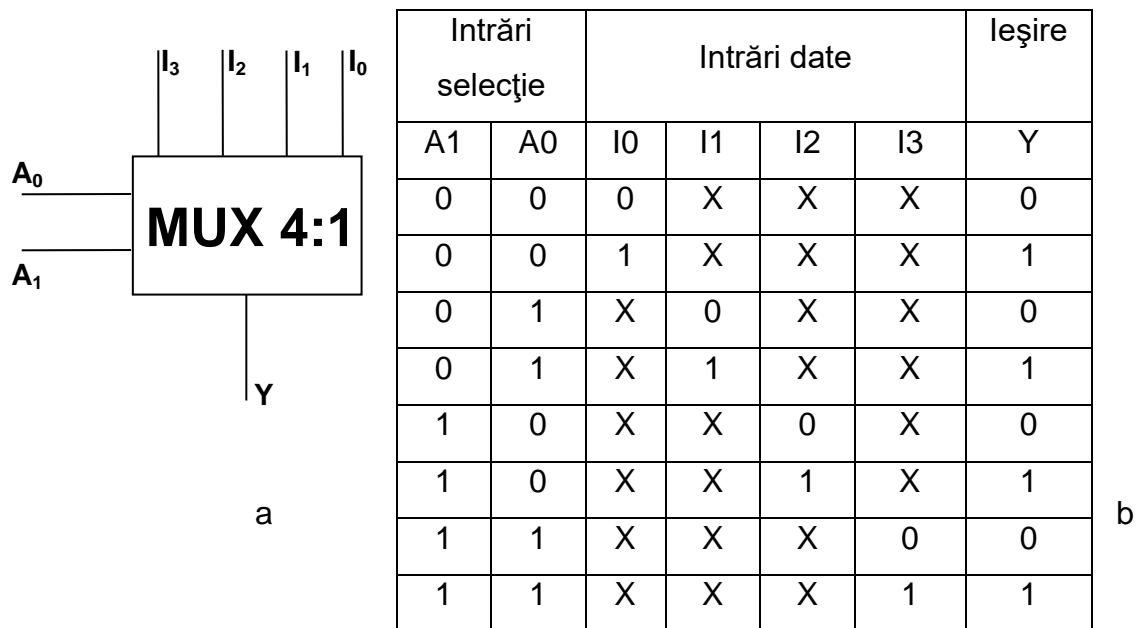 I3 I2 I1 I0
A0
MUX 4:1
A1
Y
a
Intrări selecţie Intrări date Ieşire
A1 A0 I0 I1 I2 I3 Y
0 0 0 X X X 0
0 0 1 X X X 1
0 1 X 0 X X 0
0 1 X 1 X X 1
1 0 X X 0 X 0
1 0 X X 1 X 1
1 1 X X X 0 0
1 1 X X X 1 1
b